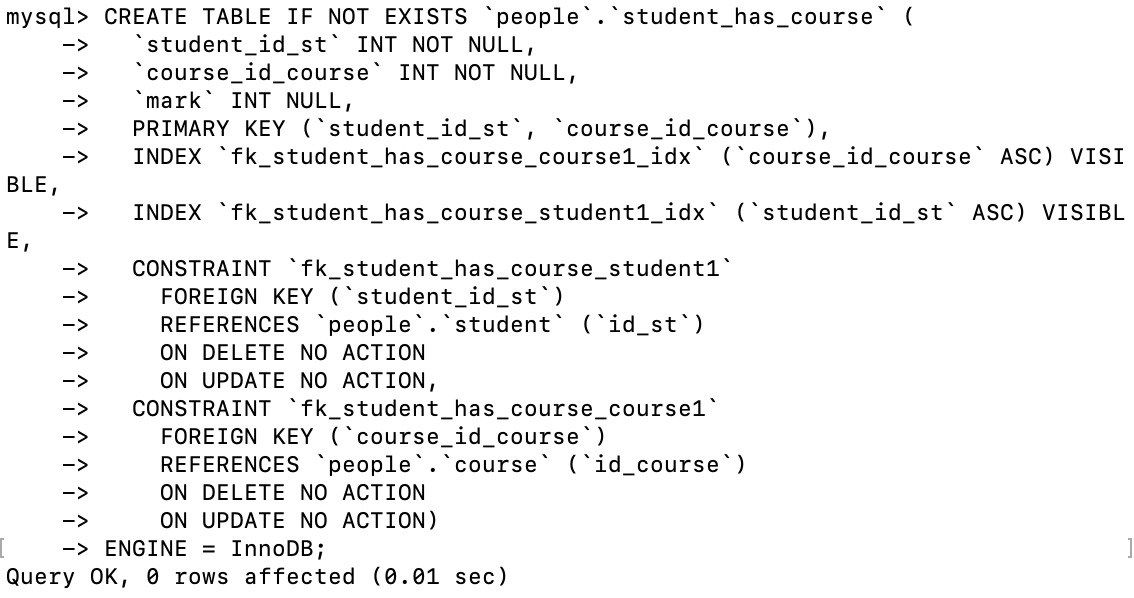 mysql> CREATE TABLE IF NOT EXISTS `people`.`student_has_course` (
    ->   `student_id_st` INT NOT NULL,
    ->   `course_id_course` INT NOT NULL,
    ->   `mark` INT NULL,
    ->   PRIMARY KEY (`student_id_st`, `course_id_course`),
    ->   INDEX `fk_student_has_course_course1_idx` (`course_id_course` ASC) VISI
BLE,
    ->   INDEX `fk_student_has_course_student1_idx` (`student_id_st` ASC) VISIBL
E,
    ->   CONSTRAINT `fk_student_has_course_student1`
    ->     FOREIGN KEY (`student_id_st`)
    ->     REFERENCES `people`.`student` (`id_st`)
    ->     ON DELETE NO ACTION
    ->     ON UPDATE NO ACTION,
    ->   CONSTRAINT `fk_student_has_course_course1`
    ->     FOREIGN KEY (`course_id_course`)
    ->     REFERENCES `people`.`course` (`id_course`)
    ->     ON DELETE NO ACTION
    ->     ON UPDATE NO ACTION)
[    -> ENGINE = InnoDB;                                                         ]
Query OK, 0 rows affected (0.01 sec)